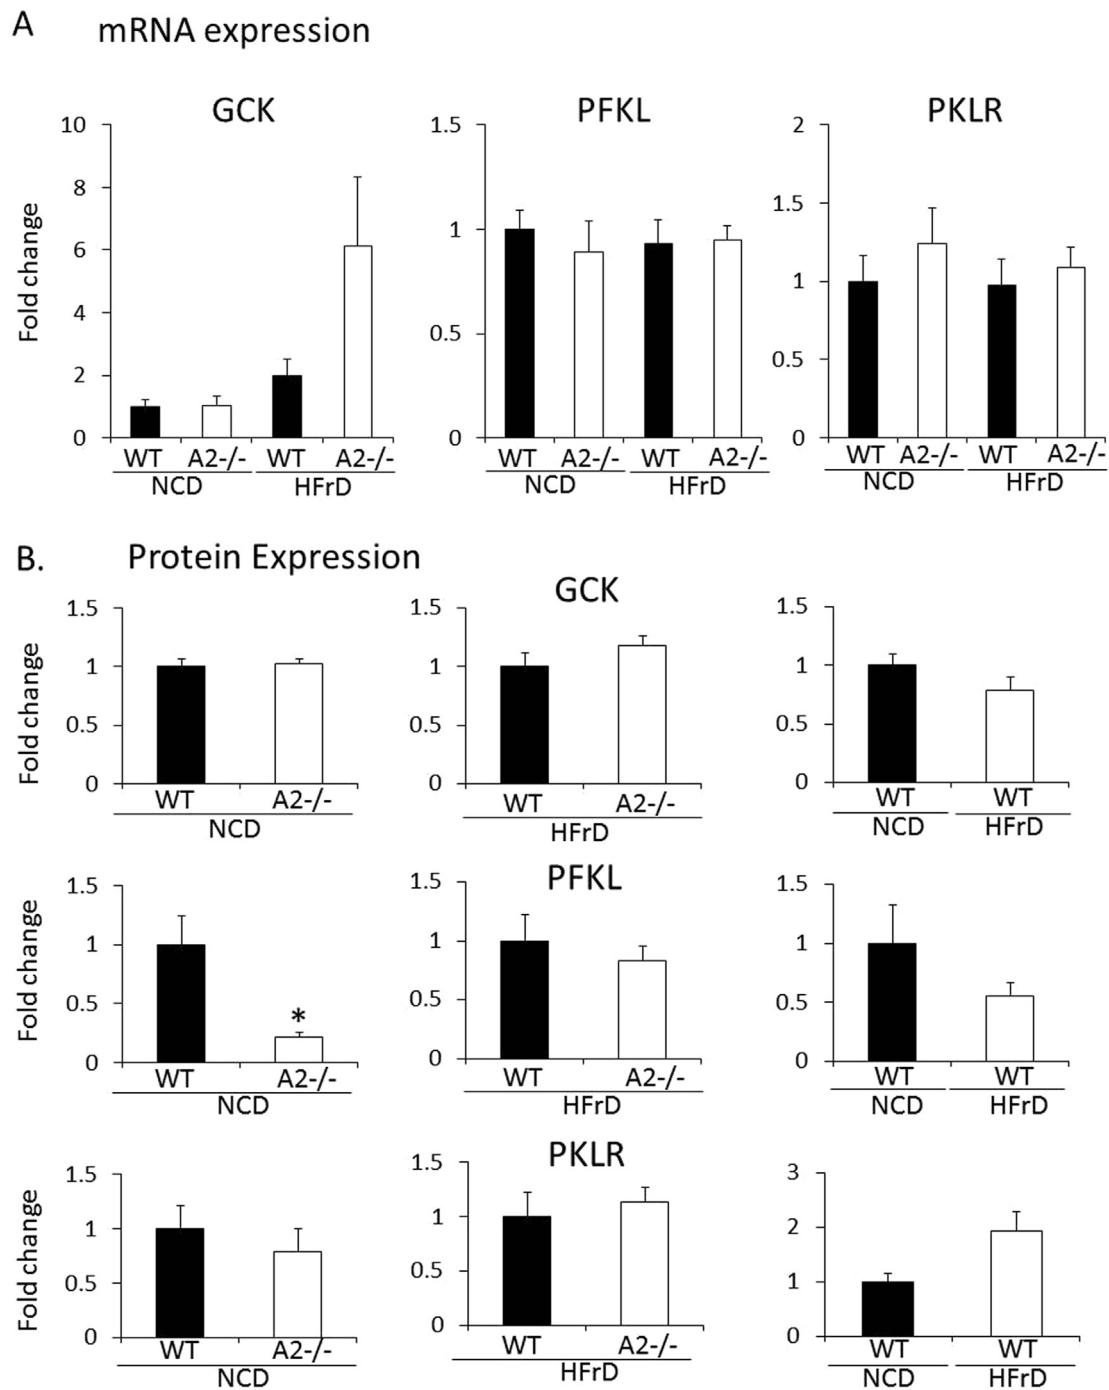 A mRNA expression
GCK PFKL PKLR
Fold change
10
8
6
4
2
0
WT A2-/- WT A2-/-
NCD HFrD
1.5
1
0.5
0
WT A2-/- WT A2-/-
NCD HFrD
2
1.5
1
0.5
0
WT A2-/- WT A2-/-
NCD HFrD
B. Protein Expression
GCK
Fold change
1.5
1
0.5
0
WT A2-/-
NCD
1.5
1
0.5
0
WT A2-/-
HFrD
1.5
1
0.5
0
WT WT
NCD HFrD
PFKL
Fold change
1.5
1
0.5
0
*
WT A2-/-
NCD
1.5
1
0.5
0
WT A2-/-
HFrD
1.5
1
0.5
0
WT WT
NCD HFrD
PKLR
Fold change
1.5
1
0.5
0
WT A2-/-
NCD
1.5
1
0.5
0
WT A2-/-
HFrD
3
2
1
0
WT WT
NCD HFrD